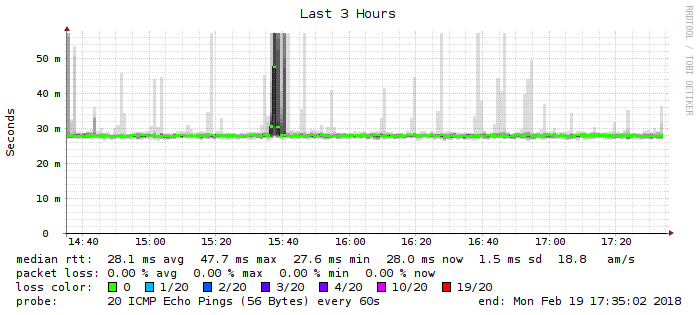 Last 3 Hours
RRDTOOL / TOBI OETIKER
Seconds
50 m
40 m
30 m
20 m
10 m
0
14:40 15:00 15:20 15:40 16:00 16:20 16:40 17:00 17:20
median rtt: 28.1 ms avg 47.7 ms max 27.6 ms min 28.0 ms now 1.5 ms sd 18.8 am/s
packet loss: 0.00 % avg 0.00 % max 0.00 % min 0.00 % now
loss color: 0 1/20 2/20 3/20 4/20 10/20 19/20
probe: 20 ICMP Echo Pings (56 Bytes) every 60s end: Mon Feb 19 17:35:02 2018